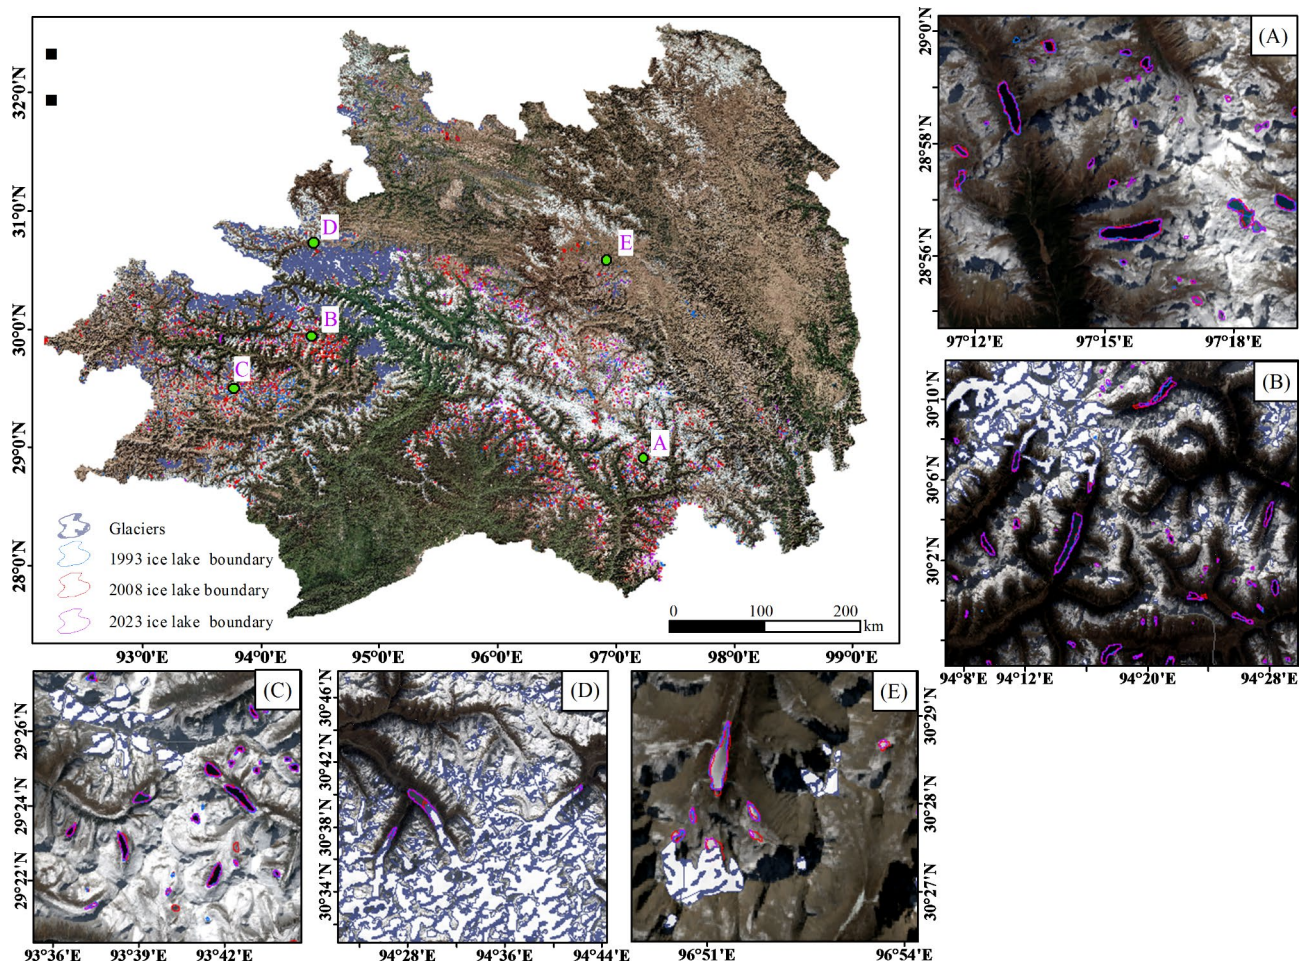 32°0'N
31°0'N
30°0'N
29°0'N
28°0'N
D
E
B
C
A
Glaciers
1993 ice lake boundary
2008 ice lake boundary
2023 ice lake boundary
0 100 200
km
93°0'E 94°0'E 95°0'E 96°0'E 97°0'E 98°0'E 99°0'E
(A)
29°0'N
28°58'N
28°56'N
97°12'E 97°15'E 97°18'E
(B)
30°10'N
30°6'N
30°2'N
94°8'E 94°12'E 94°20'E 94°28'E
(C)
29°26'N
29°24'N
29°22'N
93°36'E 93°39'E 93°42'E
(D)
30°46'N
30°42'N
30°38'N
30°34'N
94°28'E 94°36'E 94°44'E
(E)
30°29'N
30°28'N
30°27'N
96°51'E 96°54'E